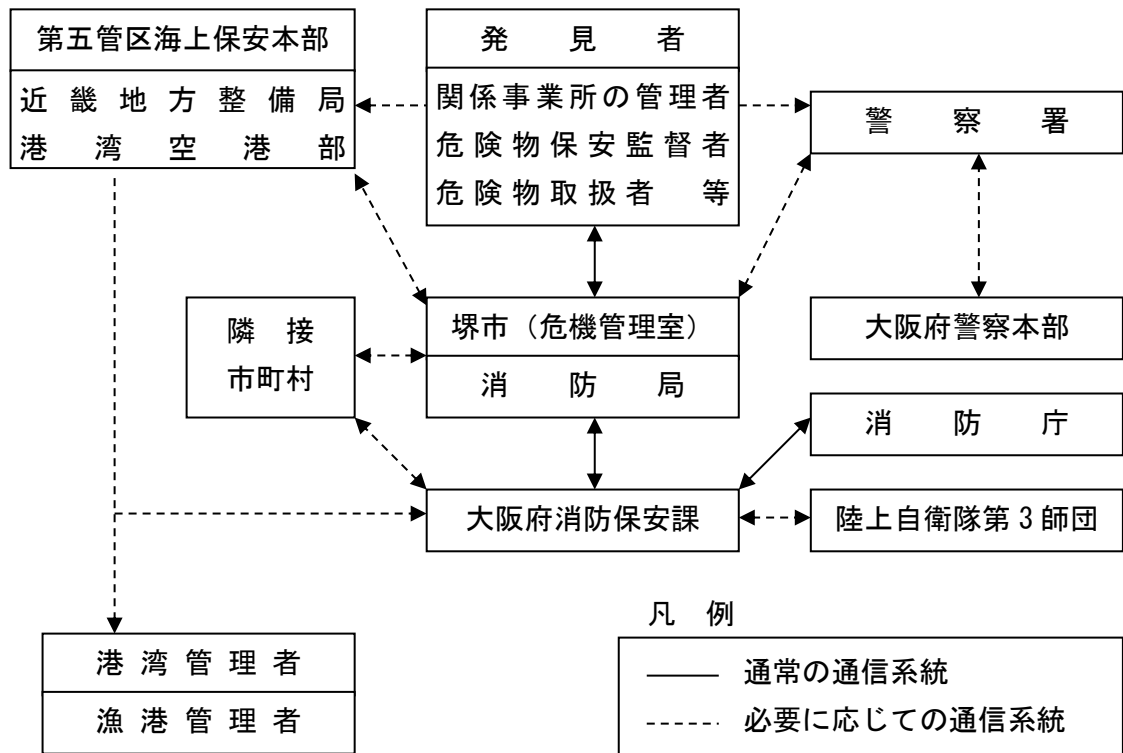 第五管区海上保安本部
近畿地方整備局
港湾空港部
発見者
関係事業所の管理者
危険物保安監督者
危険物取扱者 等
警察署
隣接
市町村
堺市（危機管理室）
消防局
大阪府警察本部
消防庁
大阪府消防保安課
陸上自衛隊第３師団
港湾管理者
漁港管理者
凡 例
通常の通信系統
必要に応じての通信系統